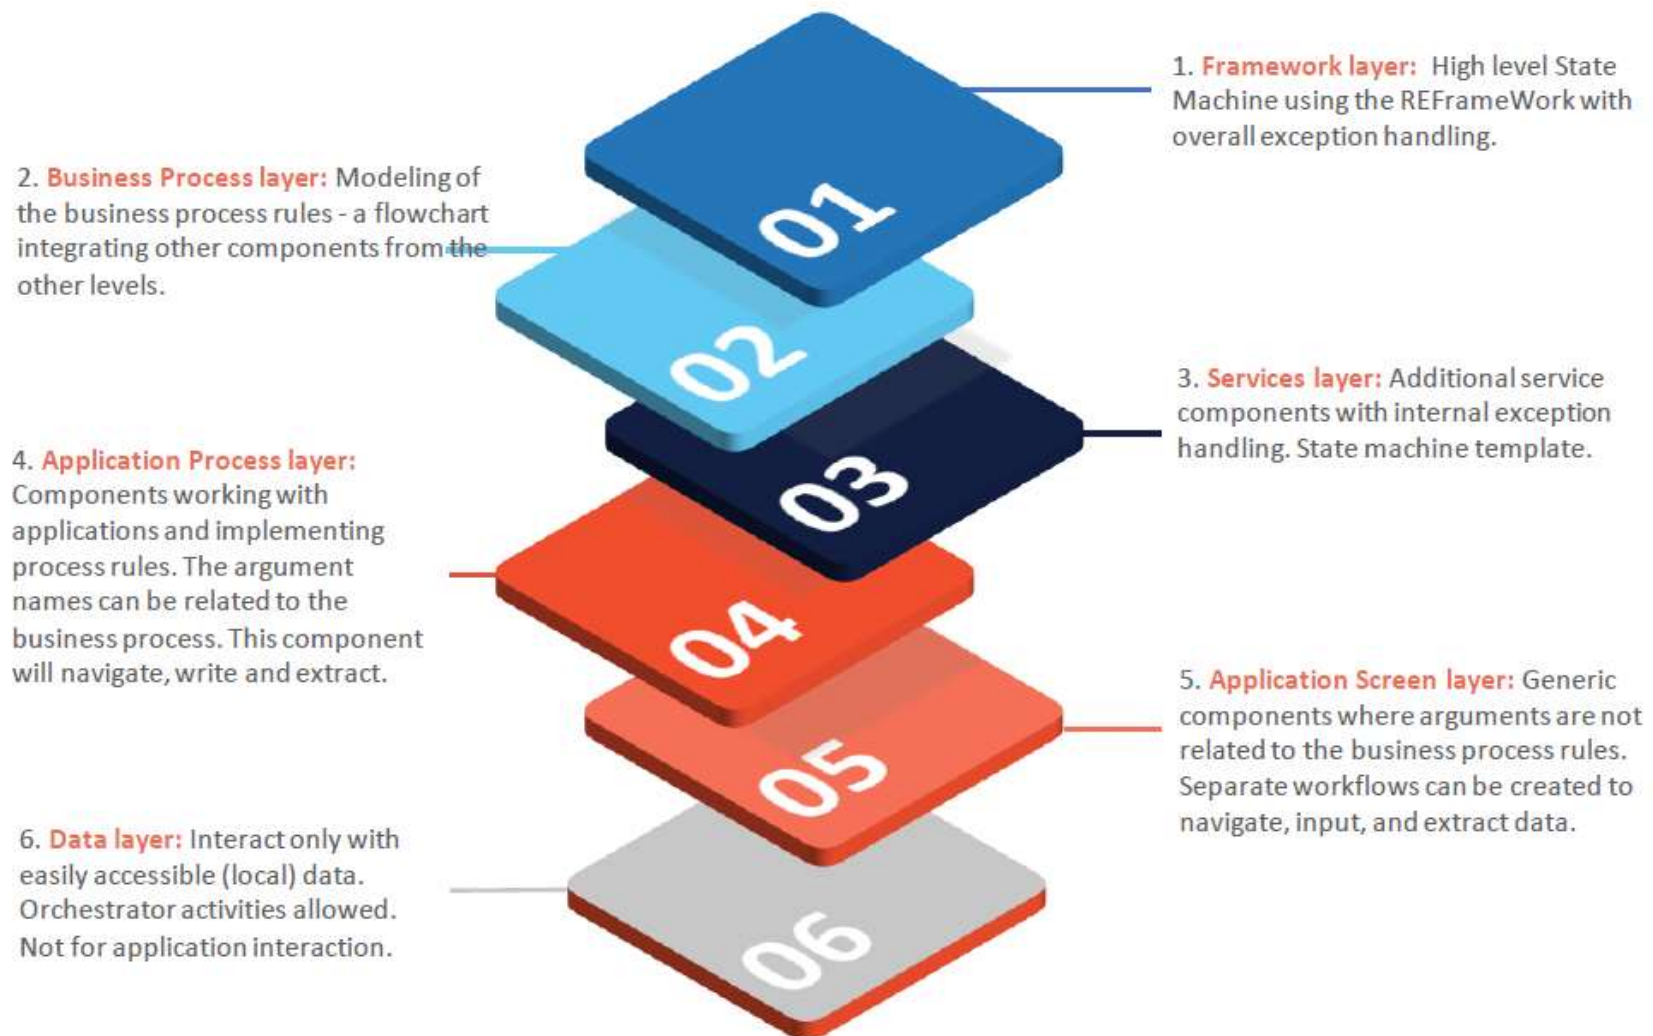 1. Framework layer: High level State
Machine using the REFrameWork with
overall exception handling.
2. Business Process layer: Modeling of
the business process rules - a flowchart
integrating other components from the
other levels.
3. Services layer: Additional service
components with internal exception
handling. State machine template.
4. Application Process layer:
Components working with
applications and implementing
process rules. The argument
names can be related to the
business process. This component
will navigate, write and extract.
5. Application Screen layer: Generic
components where arguments are not
related to the business process rules.
Separate workflows can be created to
navigate, input, and extract data.
6. Data layer: Interact only with
easily accessible (local) data.
Orchestrator activities allowed.
Not for application interaction.
01
02
03
04
05
06